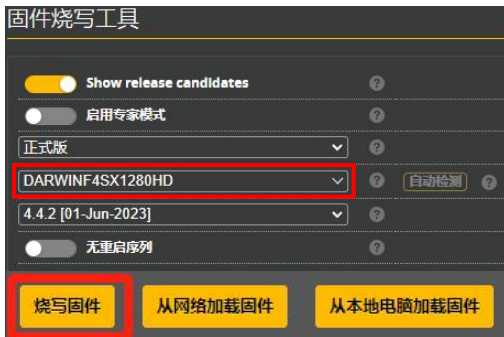 固件烧写工具
Show release candidates
启用专家模式
正式版
DARWINF4SX1280HD 自动检测
4.4.2 [01-Jun-2023]
无重启序列
烧写固件 从网络加载固件 从本地电脑加载固件